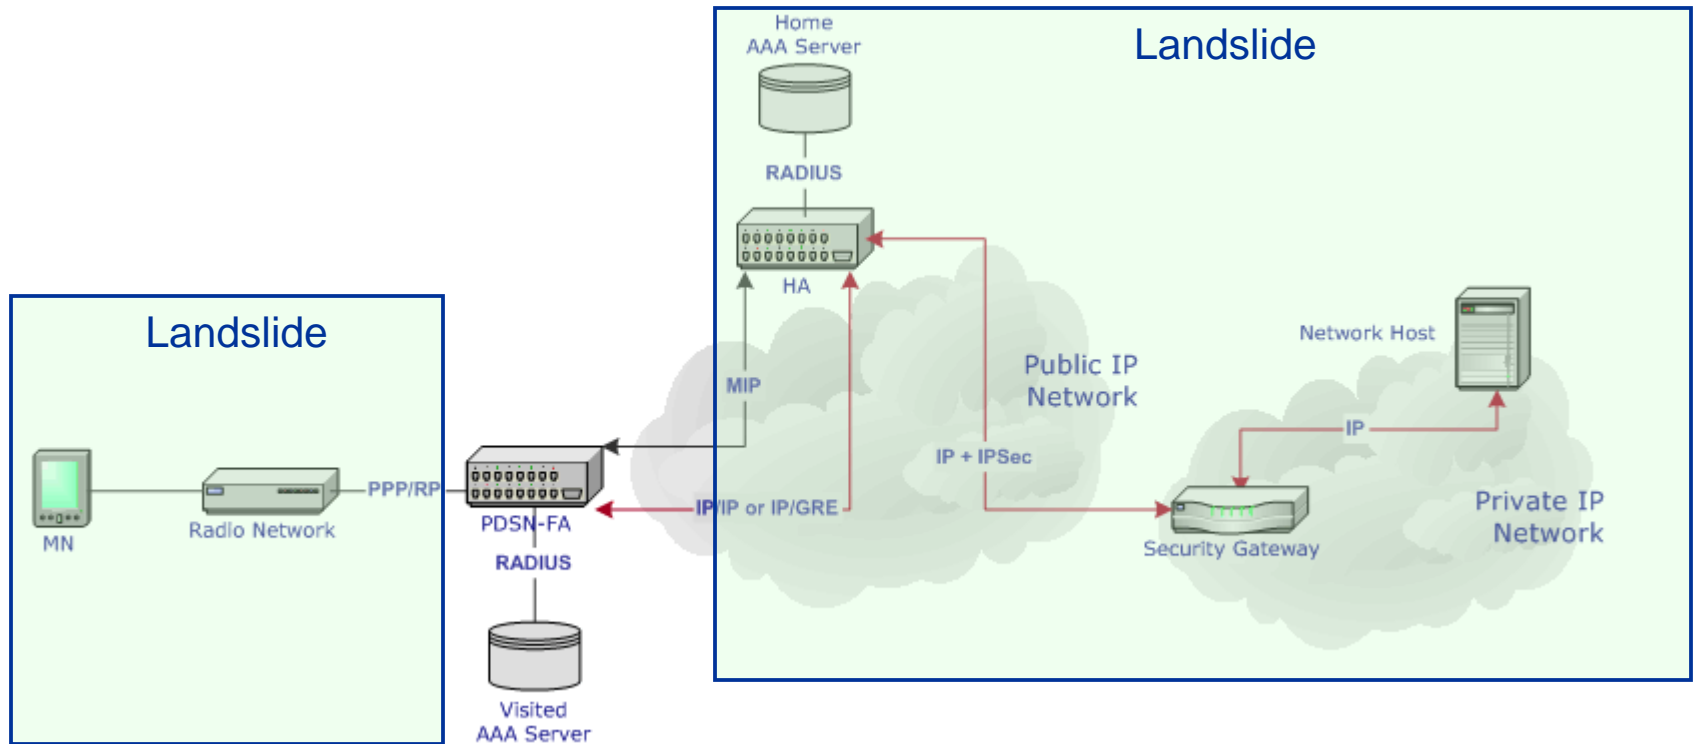 Home
AAA Server
Landslide
RADIUS
HA
Landslide
Network Host
Public IP
Network
MIP
IP
IP + IPSec
PPP/RP
IP/IP or IP/GRE
Private IP
Network
MN
Radio Network
PDSN-FA
Security Gateway
RADIUS
Visited
AAA Server